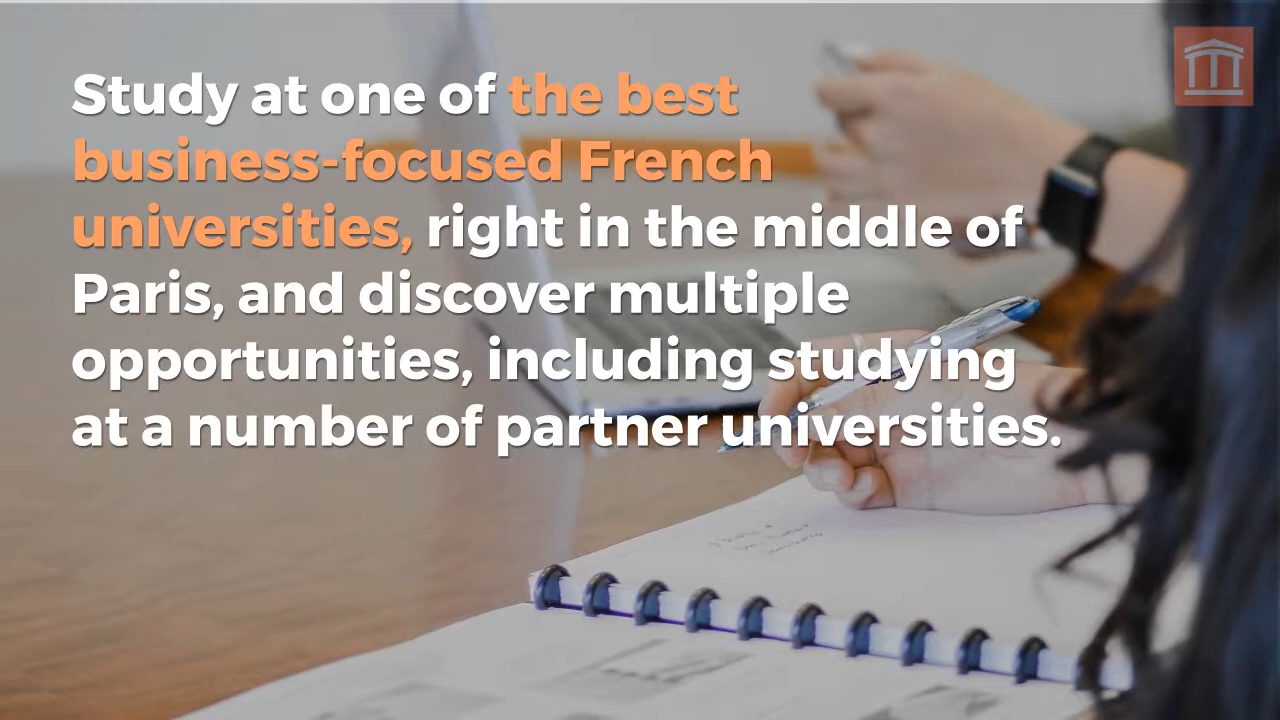 Study at one of the best
business-focused French
universities, right in the middle of
Paris, and discover multiple
opportunities, including studying
at a number of partner universities.